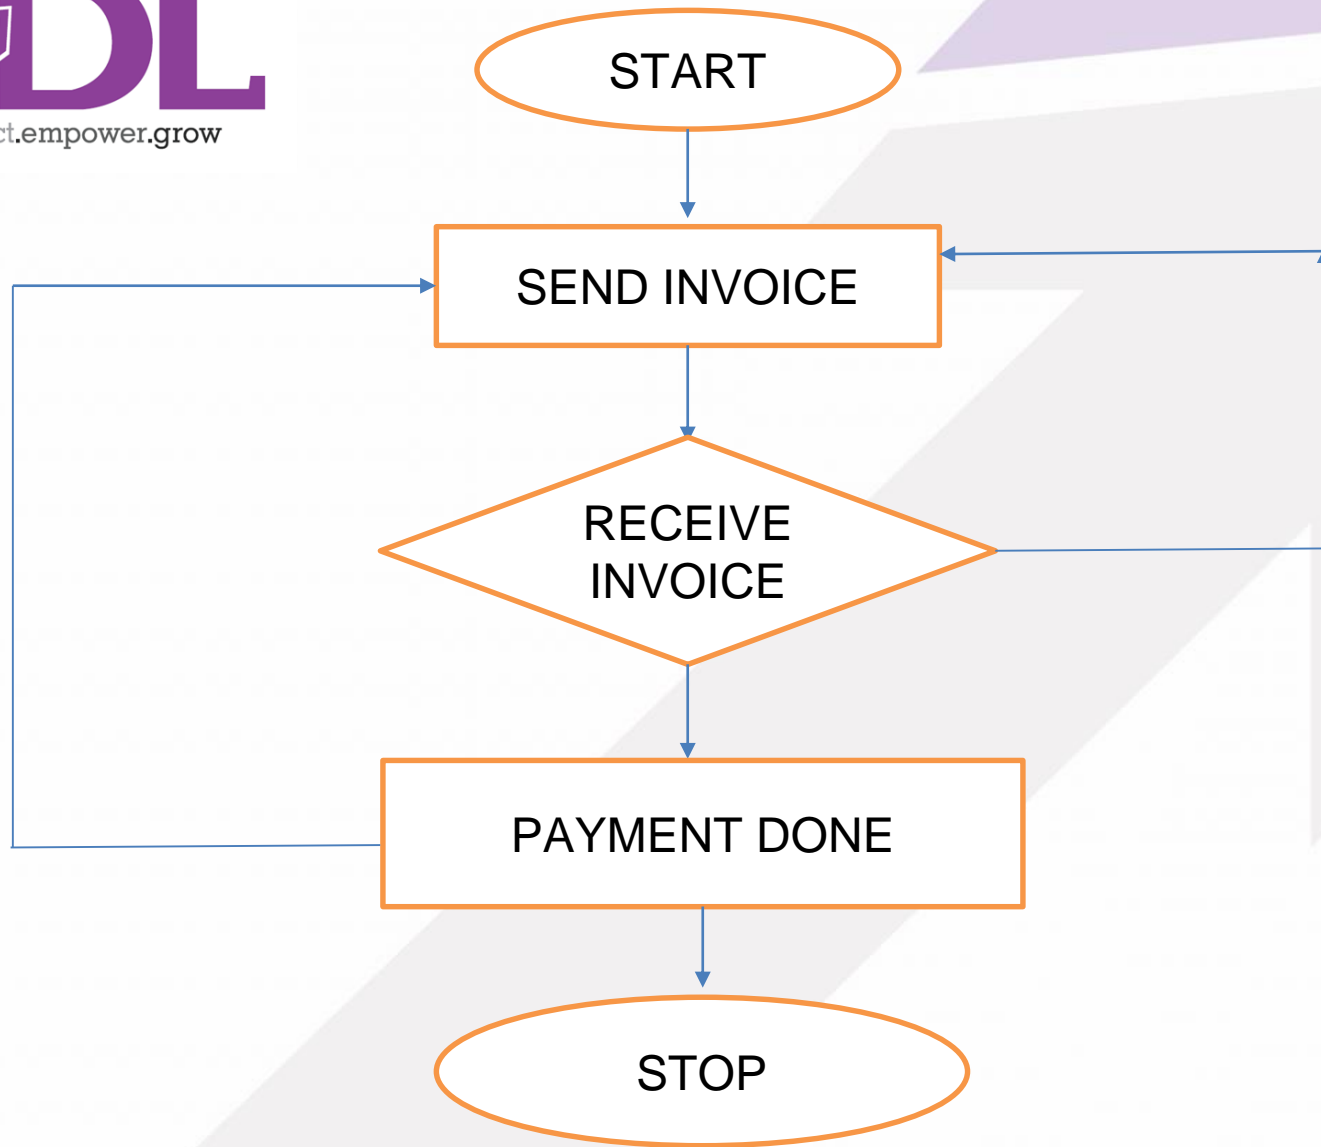 DL
ct.empower.grow
START
SEND INVOICE
RECEIVE
INVOICE
PAYMENT DONE
STOP